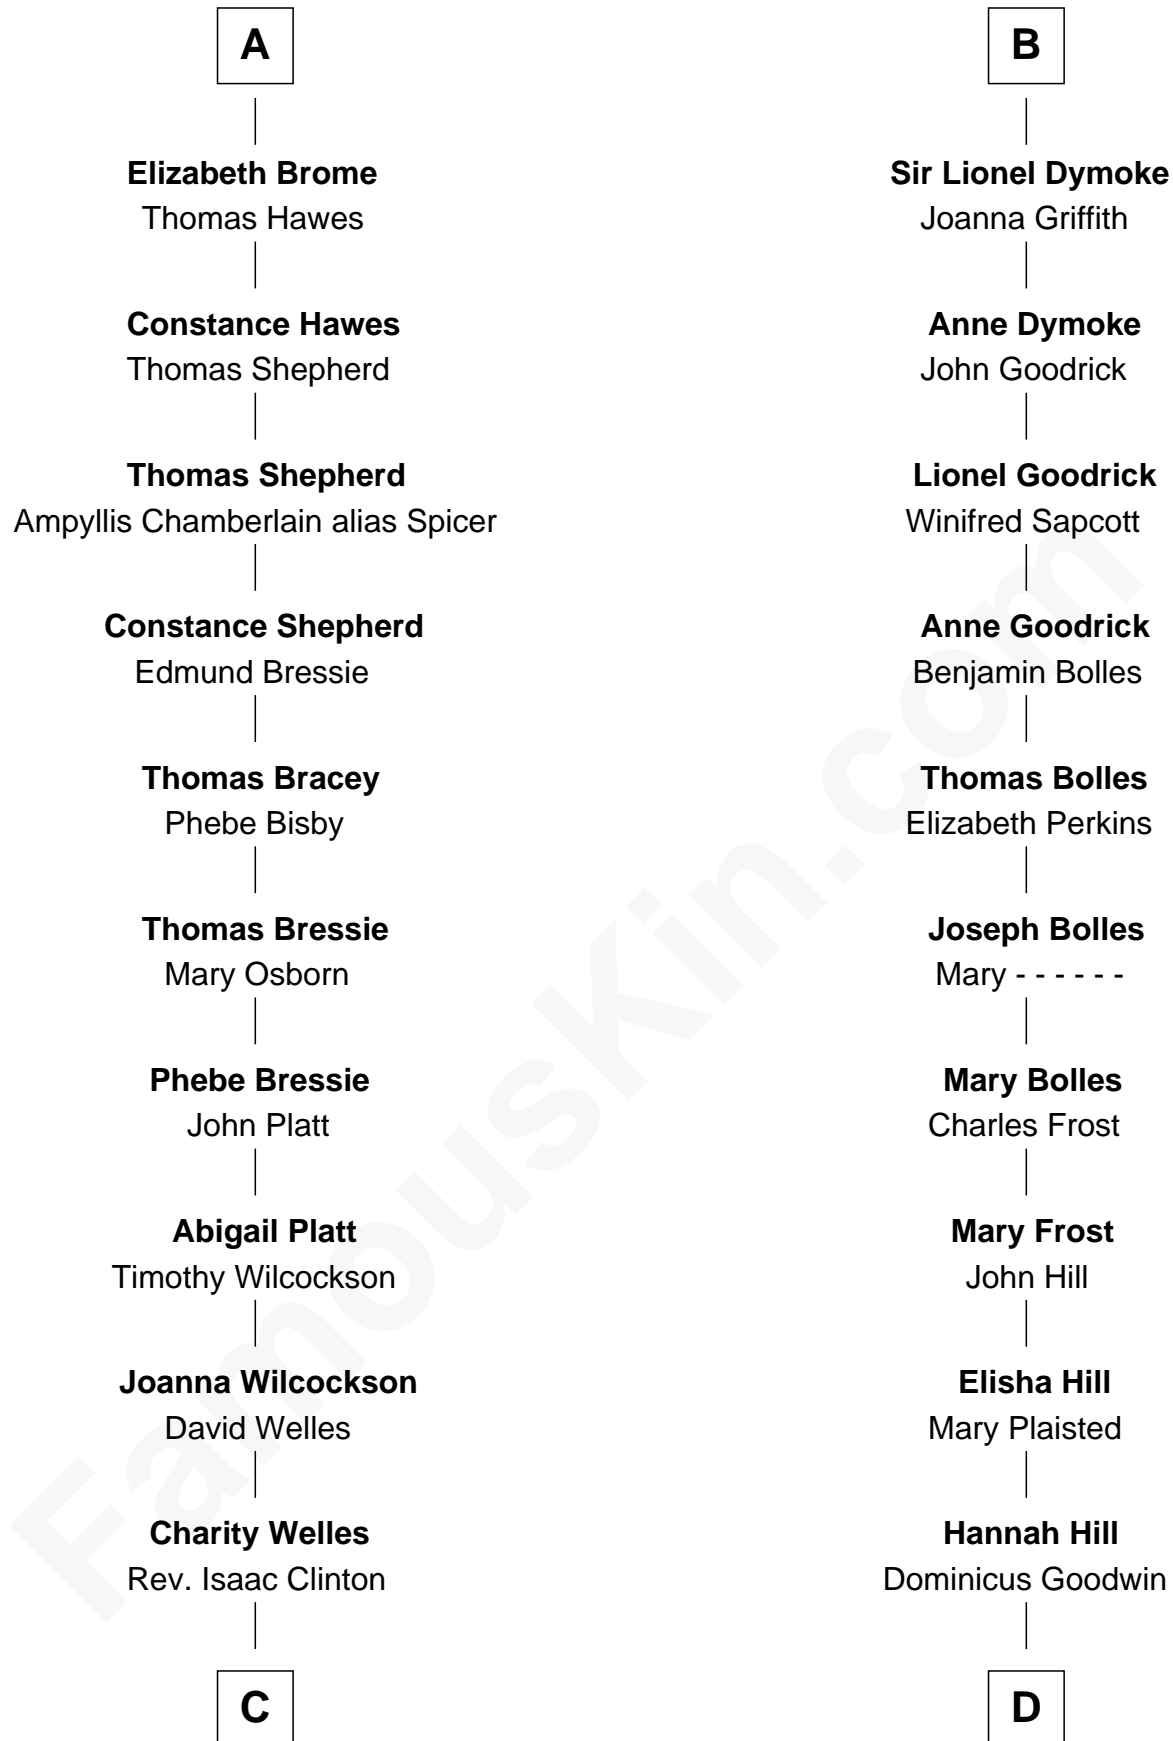 A
Elizabeth Brome
Thomas Hawes
Constance Hawes
Thomas Shepherd
Thomas Shepherd
Ampyllis Chamberlain alias Spicer
Constance Shepherd
Edmund Bressie
Thomas Bracey
Phebe Bisby
Thomas Bressie
Mary Osborn
Phebe Bressie
John Platt
Abigail Platt
Timothy Wilcockson
Joanna Wilcockson
David Welles
Charity Welles
Rev. Isaac Clinton
C
B
Sir Lionel Dymoke
Joanna Griffith
Anne Dymoke
John Goodrick
Lionel Goodrick
Winifred Sapcott
Anne Goodrick
Benjamin Bolles
Thomas Bolles
Elizabeth Perkins
Joseph Bolles
Mary - - - - - -
Mary Bolles
Charles Frost
Mary Frost
John Hill
Elisha Hill
Mary Plaisted
Hannah Hill
Dominicus Goodwin
D
FamousKin.com